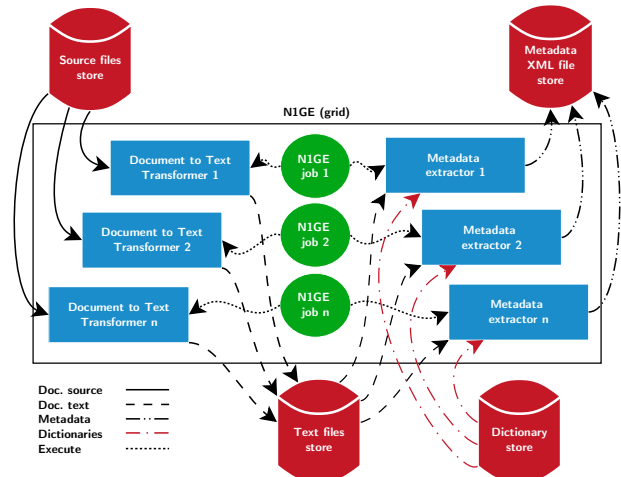 Source files
store
Metadata
XML file
store
N1GE (grid)
Document to Text
Transformer 1
N1GE
job 1
Metadata
extractor 1
Document to Text
Transformer 2
N1GE
job 2
Metadata
extractor 2
Document to Text
Transformer n
N1GE
job n
Metadata
extractor n
Doc. source
Doc. text
Metadata
Dictionaries
Execute
Text files
store
Dictionary
store